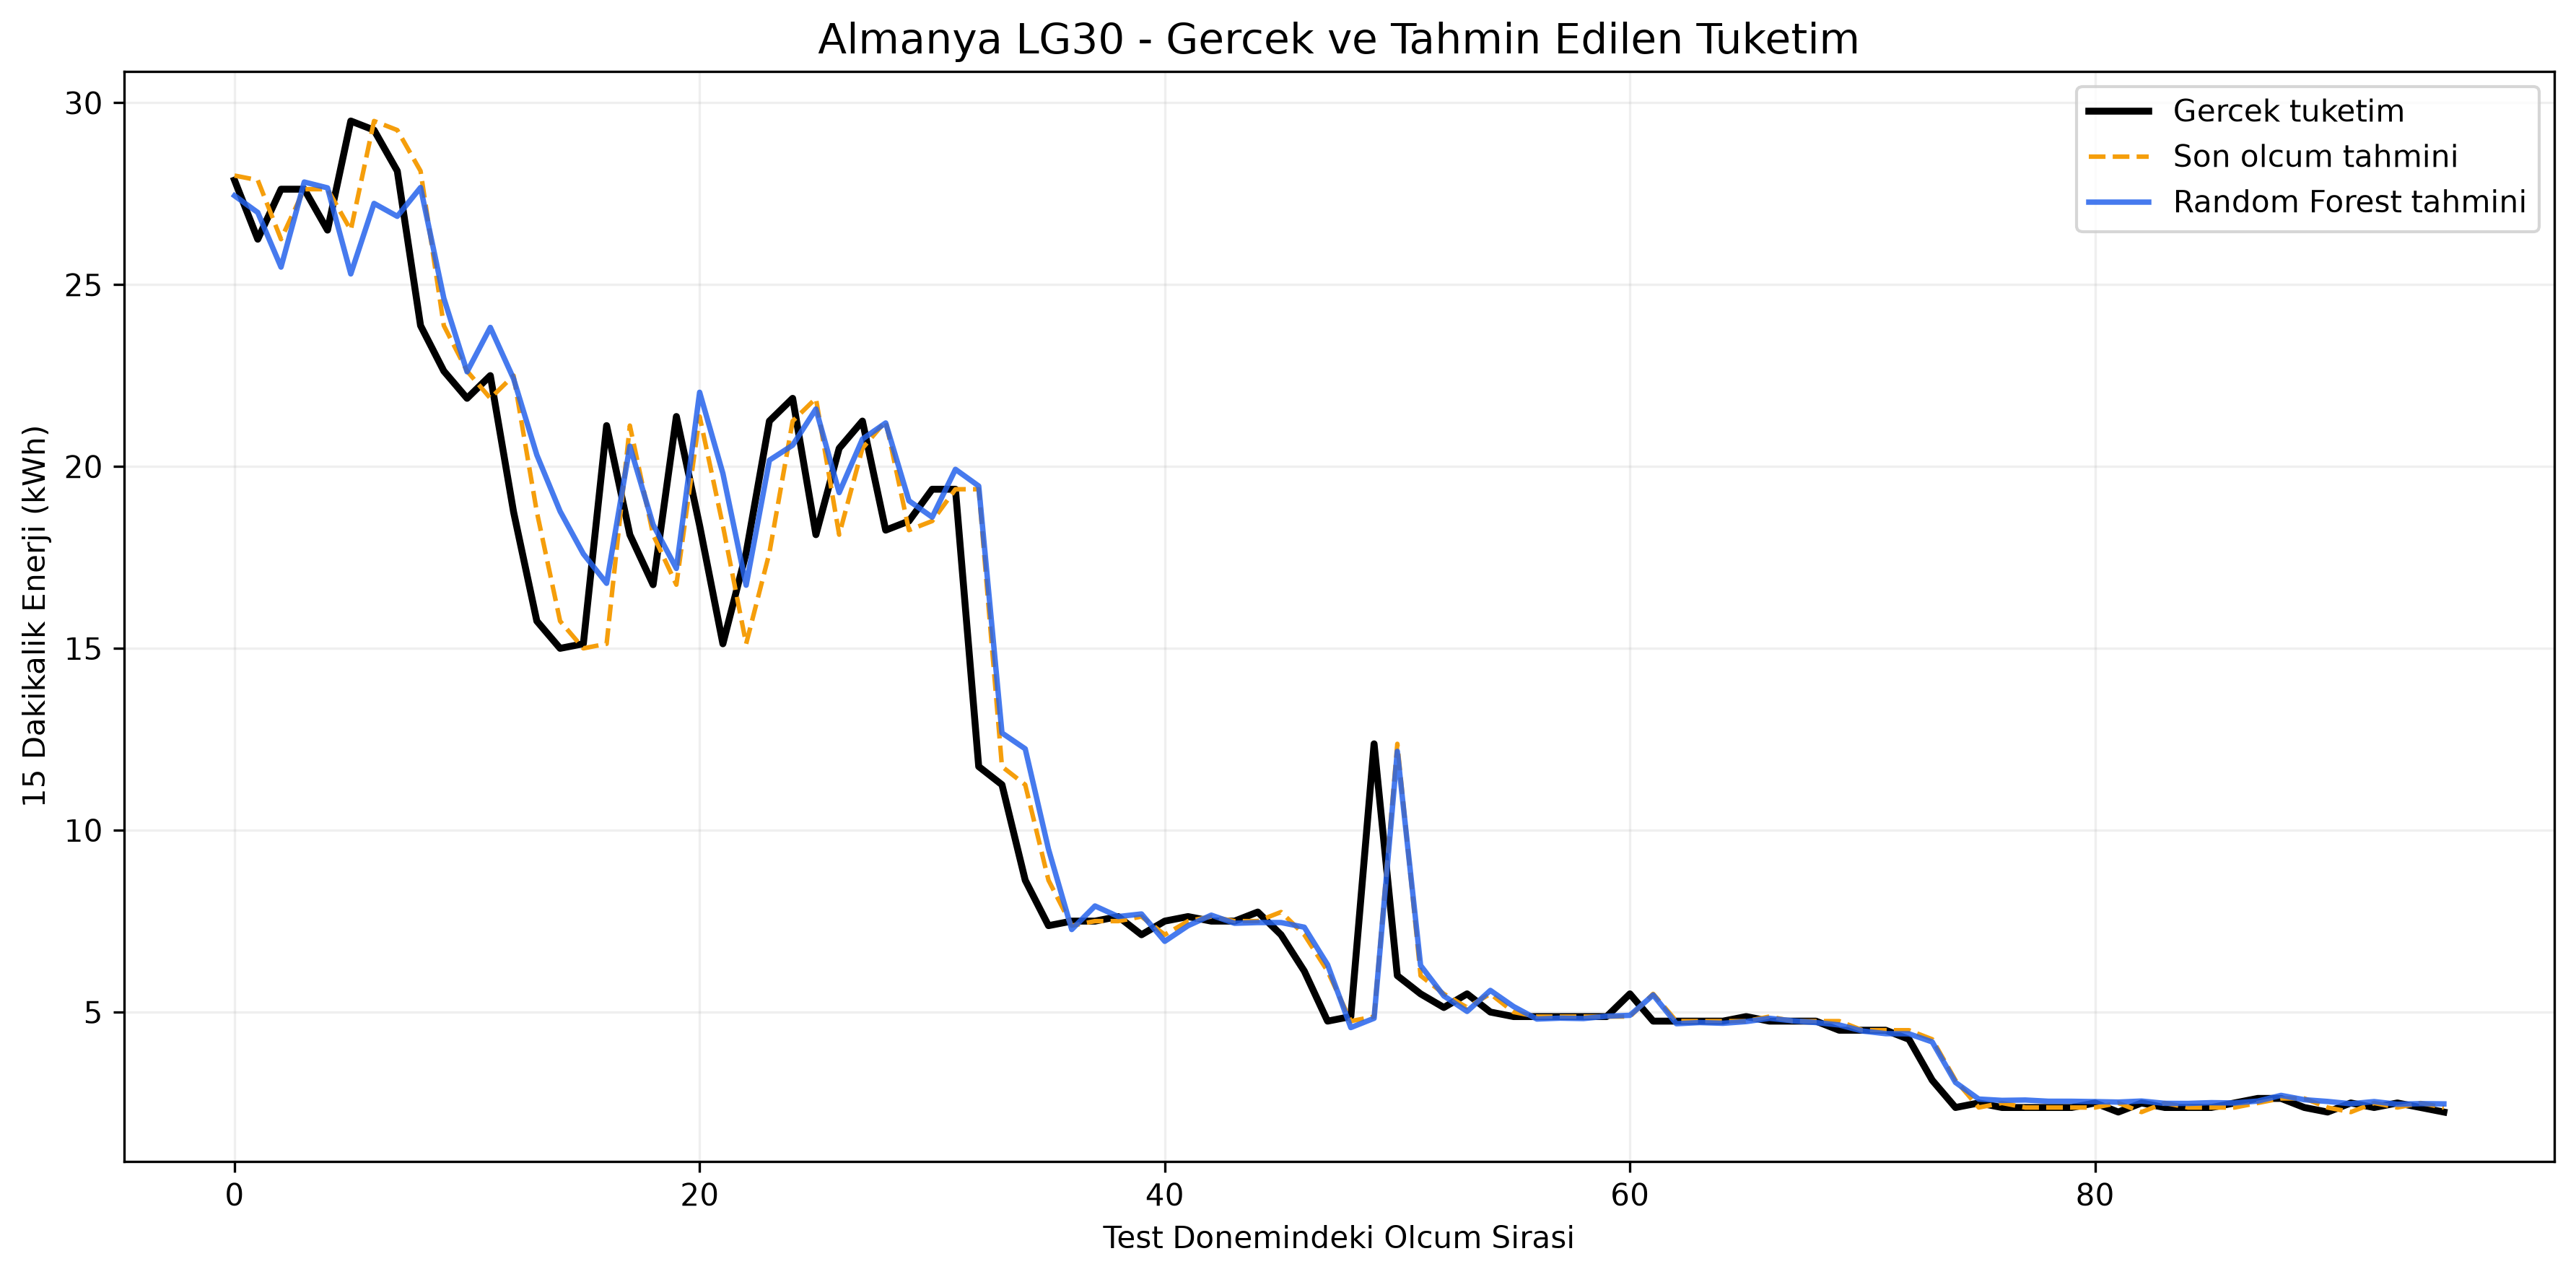 Almanya LG30 - Gercek ve Tahmin Edilen Tuketim
Gercek tuketim
Son olcum tahmini
Random Forest tahmini
15 Dakikalik Enerji (kWh)
30
25
20
15
10
5
0
20
40
60
80
Test Donemindeki Olcum Sirasi